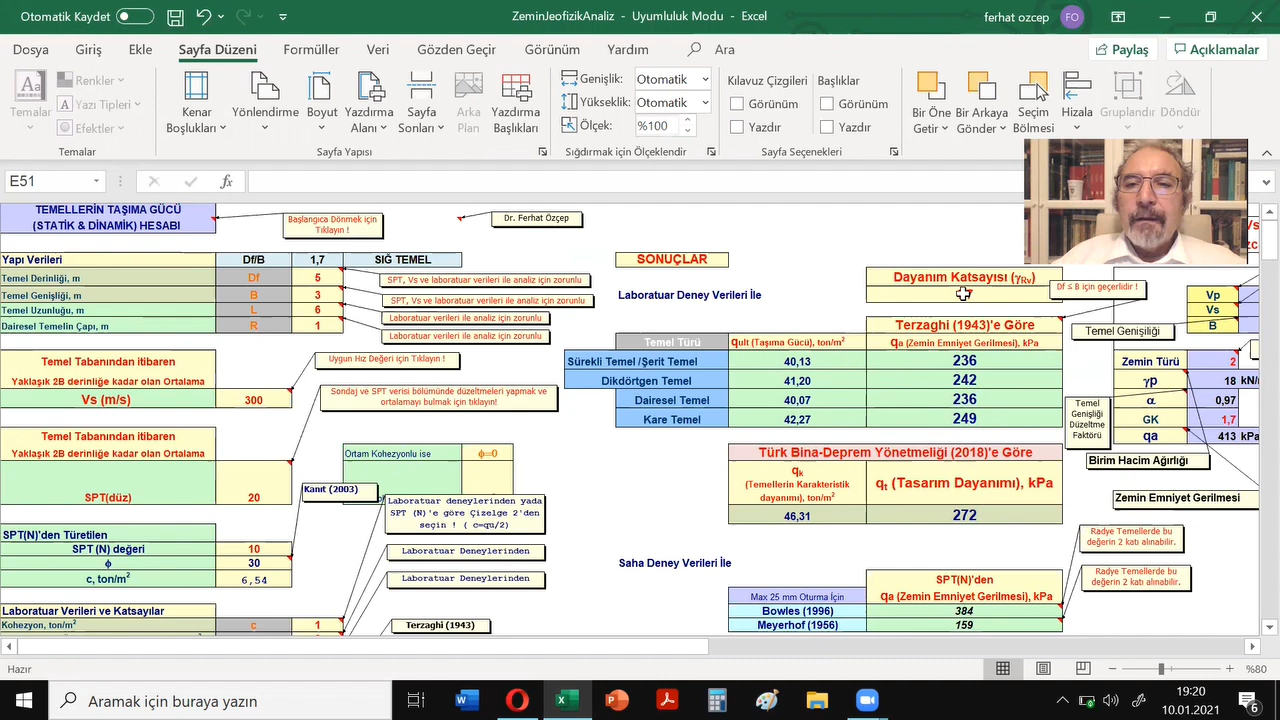 Otomatik Kaydet
ZeminJeofizikAnaliz - Uyumluluk Modu - Excel
ferhat ozcep
FO
Dosya Giriş Ekle Sayfa Düzeni Formüller Veri Gözden Geçir Görünüm Yardım Ara
Paylaş Açıklamalar
Temalar
Renkler
Yazı Tipleri
Efektler
Temalar
Kenar Boşlukları
Yönlendirme
Boyut
Yazdırma Alanı
Sayfa Sonları
Arka Plan
Yazdırma Başlıkları
Sayfa Yapısı
Genişlik: Otomatik
Yükseklik: Otomatik
Ölçek: %100
Sığdırmak için Ölçeklendir
Kılavuz Çizgileri
Görünüm
Yazdır
Başlıklar
Görünüm
Yazdır
Sayfa Seçenekleri
Bir Öne Getir
Bir Arkaya Gönder
Seçim Bölmesi
Hizala
Gruplandır
Döndür
E51
fx
TEMELLERİN TAŞIMA GÜCÜ
(STATİK & DİNAMİK) HESABI
Başlangıca Dönmek için
Tıklayın !
Dr. Ferhat Özçep
Yapı Verileri Df/B 1,7 SIĞ TEMEL
Temel Derinliği, m Df 5
Temel Genişliği, m B 3
Temel Uzunluğu, m L 6
Dairesel Temelin Çapı, m R 1
SPT, Vs ve laboratuar verileri ile analiz için zorunlu
SPT, Vs ve laboratuar verileri ile analiz için zorunlu
Laboratuar verileri ile analiz için zorunlu
Laboratuar verileri ile analiz için zorunlu
Temel Tabanından itibaren
Yaklaşık 2B derinliğe kadar olan Ortalama
Vs (m/s) 300
Uygun Hız Değeri için Tıklayın !
Sondaj ve SPT verisi bölümünde düzeltmeleri yapmak ve
ortalamayı bulmak için tıklayın!
Temel Tabanından itibaren
Yaklaşık 2B derinliğe kadar olan Ortalama
SPT(düz) 20
Ortam Kohezyonlu ise ϕ=0
Kanıt (2003)
Laboratuar deneylerinden yada
SPT (N)'e göre Çizelge 2'den
seçin ! ( c=qu/2)
Laboratuar Deneylerinden
Laboratuar Deneylerinden
SPT(N)'den Türetilen
SPT (N) değeri 10
ϕ 30
c, ton/m² 6,54
Laboratuar Verileri ve Katsayılar
Kohezyon, ton/m² c 1
Terzaghi (1943)
SONUÇLAR
Laboratuar Deney Verileri İle
Dayanım Katsayısı (γRv)
Df ≤ B için geçerlidir !
Terzaghi (1943)'e Göre
Temel Türü qult (Taşıma Gücü), ton/m² qa (Zemin Emniyet Gerilmesi), kPa
Sürekli Temel /Şerit Temel 40,13 236
Dikdörtgen Temel 41,20 242
Dairesel Temel 40,07 236
Kare Temel 42,27 249
Türk Bina-Deprem Yönetmeliği (2018)'e Göre
qk
(Temellerin Karakteristik
dayanımı), ton/m²
qt (Tasarım Dayanımı), kPa
46,31 272
Saha Deney Verileri İle
SPT(N)'den
Max 25 mm Oturma İçin qa (Zemin Emniyet Gerilmesi), kPa
Bowles (1996) 384
Meyerhof (1956) 159
Vs
Vp
Vs
B
Temel Genişliği
Zemin Türü 2
γp 18 kN/
α 0,97
GK 1,7
qa 413 kPa
Temel
Genişliği
Düzeltme
Faktörü
Birim Hacim Ağırlığı
Zemin Emniyet Gerilmesi
Radye Temellerde bu
değerin 2 katı alınabilir.
Radye Temellerde bu
değerin 2 katı alınabilir.
Hazır
%80
Aramak için buraya yazın
19:20
10.01.2021
6